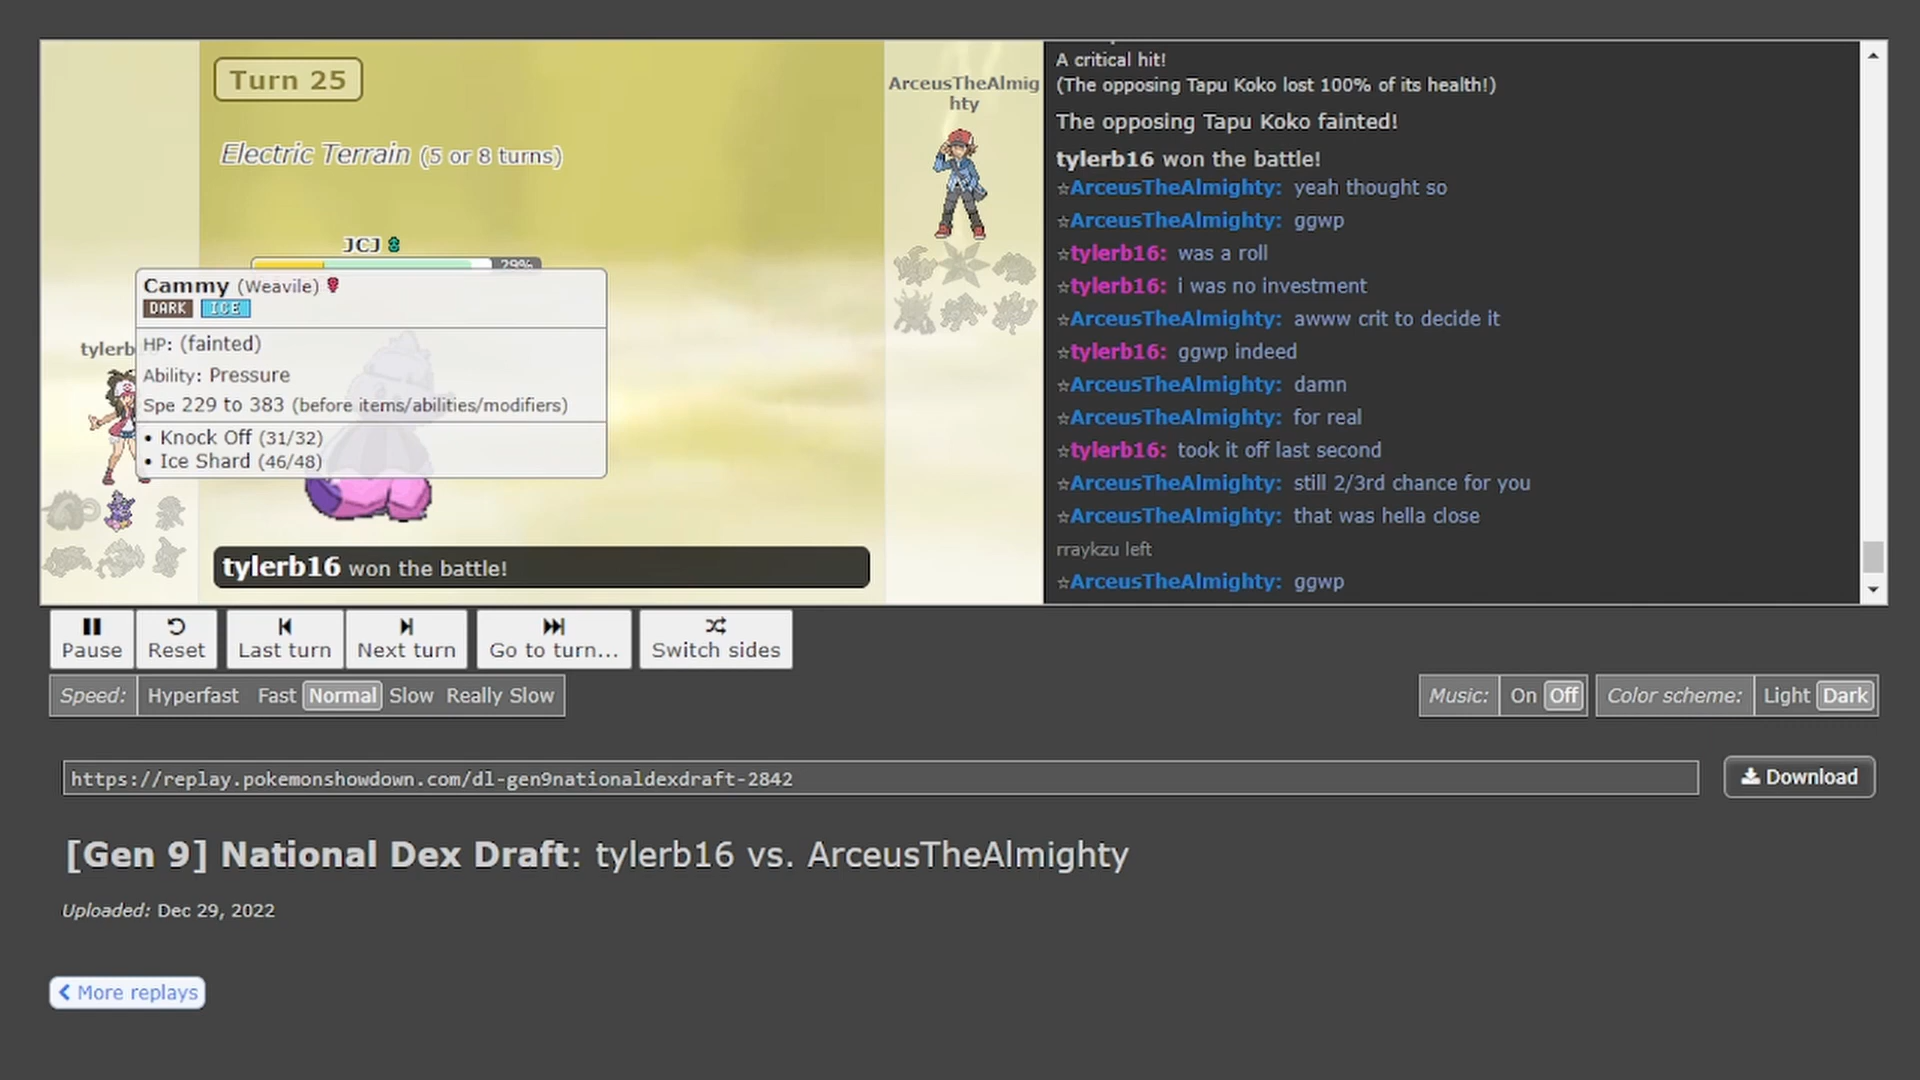 Turn 25
Electric Terrain (5 or 8 turns)
JCJ
29%
Cammy (Weavile)
DARK ICE
HP: (fainted)
Ability: Pressure
Spe 229 to 383 (before items/abilities/modifiers)
• Knock Off (31/32)
• Ice Shard (46/48)
tylerb
tylerb16 won the battle!
ArceusTheAlmig
hty
A critical hit!
(The opposing Tapu Koko lost 100% of its health!)
The opposing Tapu Koko fainted!
tylerb16 won the battle!
☆ArceusTheAlmighty: yeah thought so
☆ArceusTheAlmighty: ggwp
☆tylerb16: was a roll
☆tylerb16: i was no investment
☆ArceusTheAlmighty: awww crit to decide it
☆tylerb16: ggwp indeed
☆ArceusTheAlmighty: damn
☆ArceusTheAlmighty: for real
☆tylerb16: took it off last second
☆ArceusTheAlmighty: still 2/3rd chance for you
☆ArceusTheAlmighty: that was hella close
rraykzu left
☆ArceusTheAlmighty: ggwp
Pause Reset Last turn Next turn Go to turn... Switch sides
Speed: Hyperfast Fast Normal Slow Really Slow
Music: On Off Color scheme: Light Dark
https://replay.pokemonshowdown.com/dl-gen9nationaldexdraft-2842
Download
[Gen 9] National Dex Draft: tylerb16 vs. ArceusTheAlmighty
Uploaded: Dec 29, 2022
More replays